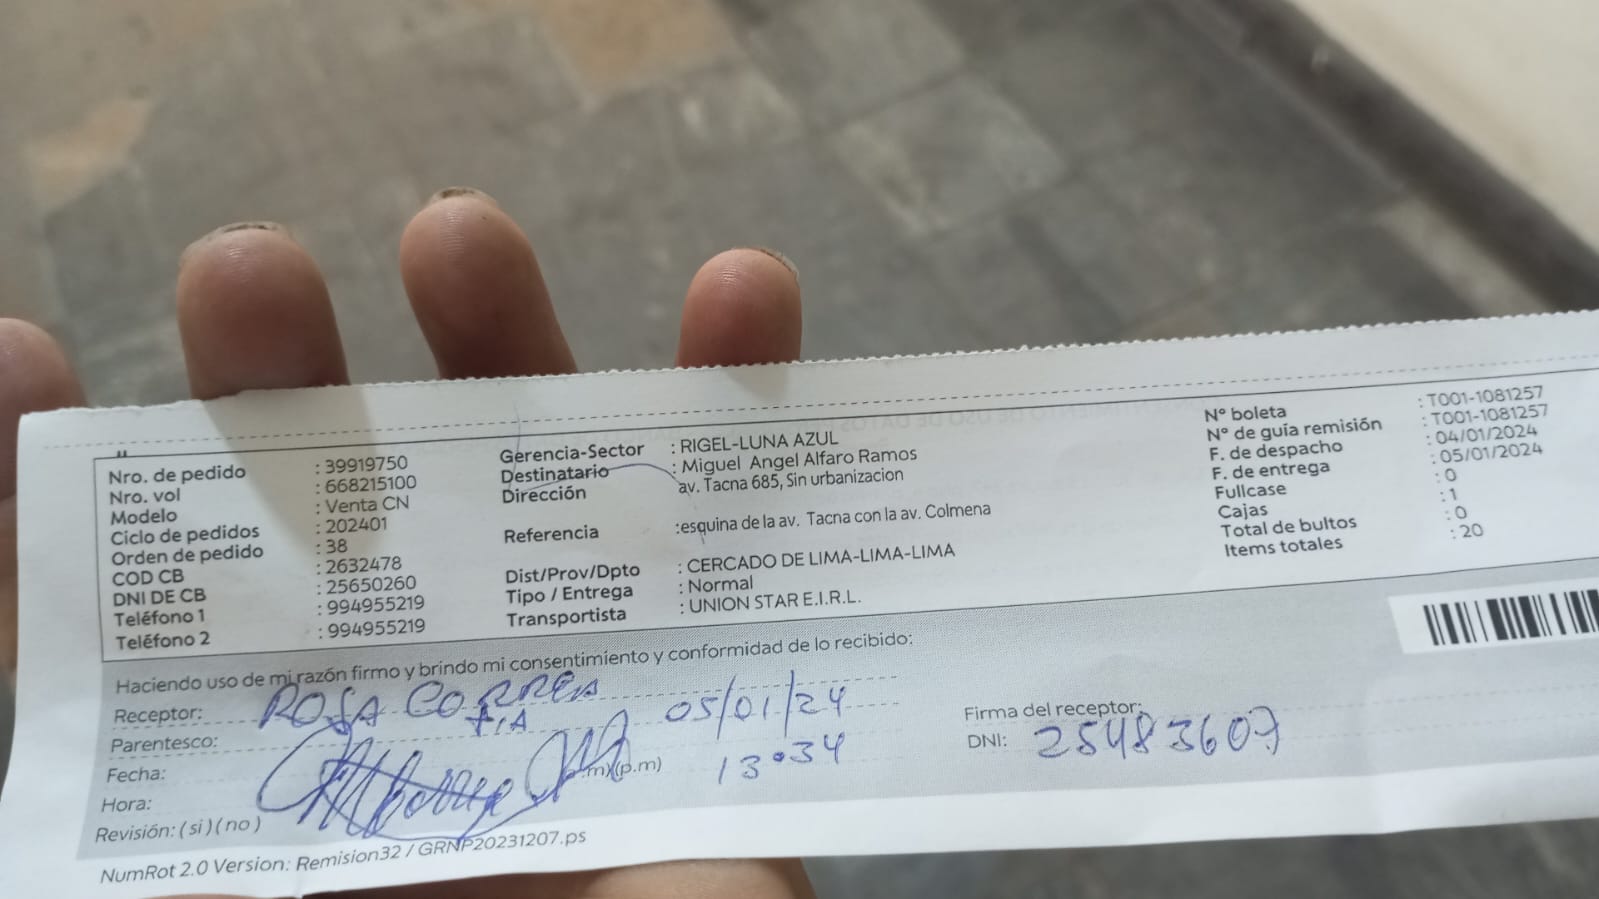 Nro. de pedido : 39919750
Nro. vol : 668215100
Modelo : Venta CN
Ciclo de pedidos : 202401
Orden de pedido : 38
COD CB : 2632478
DNI DE CB : 25650260
Teléfono 1 : 994955219
Teléfono 2 : 994955219
Gerencia-Sector : RIGEL-LUNA AZUL
Destinatario : Miguel Angel Alfaro Ramos
Dirección av. Tacna 685, Sin urbanizacion
Referencia :esquina de la av. Tacna con la av. Colmena
Dist/Prov/Dpto : CERCADO DE LIMA-LIMA-LIMA
Tipo / Entrega : Normal
Transportista : UNION STAR E.I.R.L.
N° boleta : T001-1081257
N° de guía remisión : T001-1081257
F. de despacho : 04/01/2024
F. de entrega : 05/01/2024
Fullcase : 0
Cajas : 1
Total de bultos : 0
Items totales : 20
Haciendo uso de mi razón firmo y brindo mi consentimiento y conformidad de lo recibido:
Receptor: ROSA CORREA
Parentesco: TIA
Fecha: 05/01/24
Hora: m) (p.m) 13:34
Revisión: ( si ) ( no )
Firma del receptor:
DNI: 25483607
NumRot 2.0 Version: Remision32 / GRNP20231207.ps